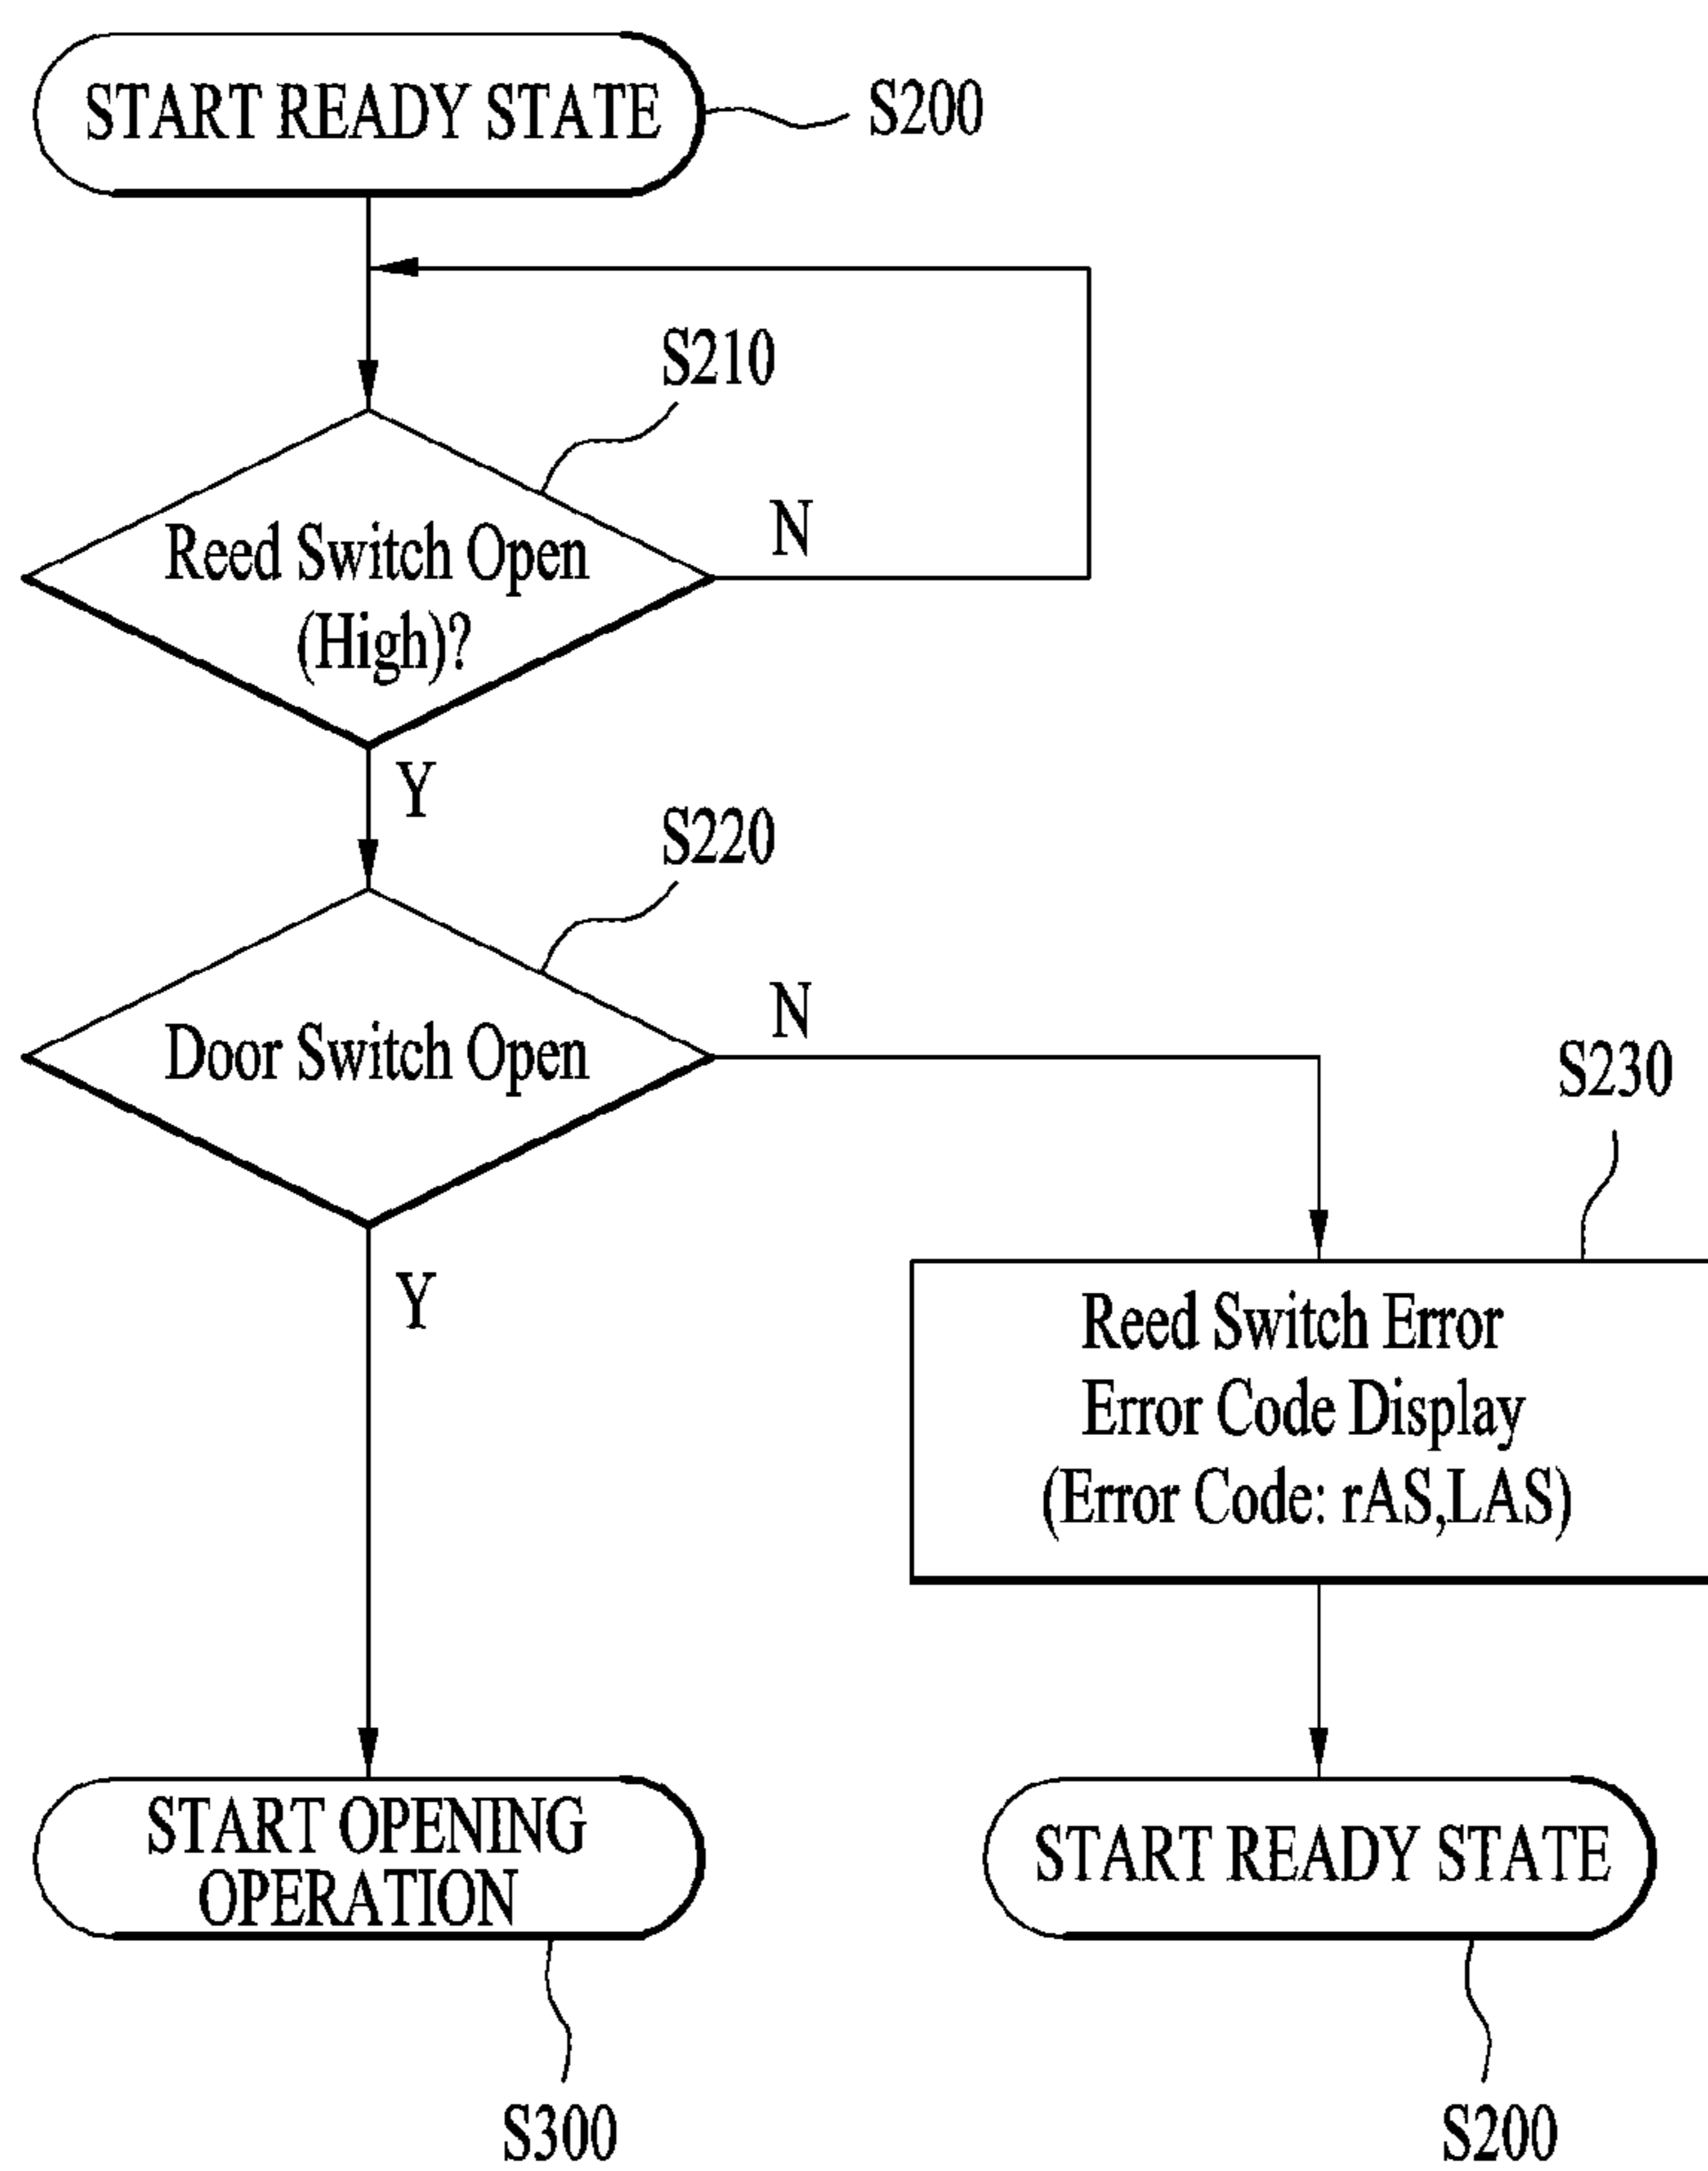 START READY STATE
S200
S210
Reed Switch Open
(High)?
N
Y
S220
Door Switch Open
N
Y
S230
Reed Switch Error
Error Code Display
(Error Code: rAS,LAS)
START OPENING
OPERATION
START READY STATE
S300
S200